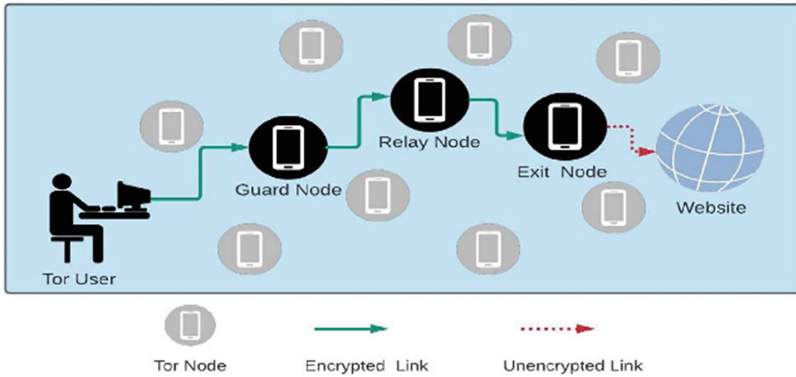 Relay Node
Guard Node
Exit Node
Website
Tor User
Tor Node
Encrypted Link
Unencrypted Link